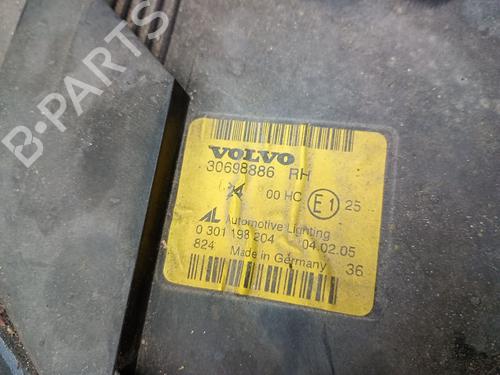 B-PARTS
VOLVO
30698886 RH
00 HC E1 25
AL Automotive Lighting
0 301 198 204 04.02.05
824 Made in Germany 36